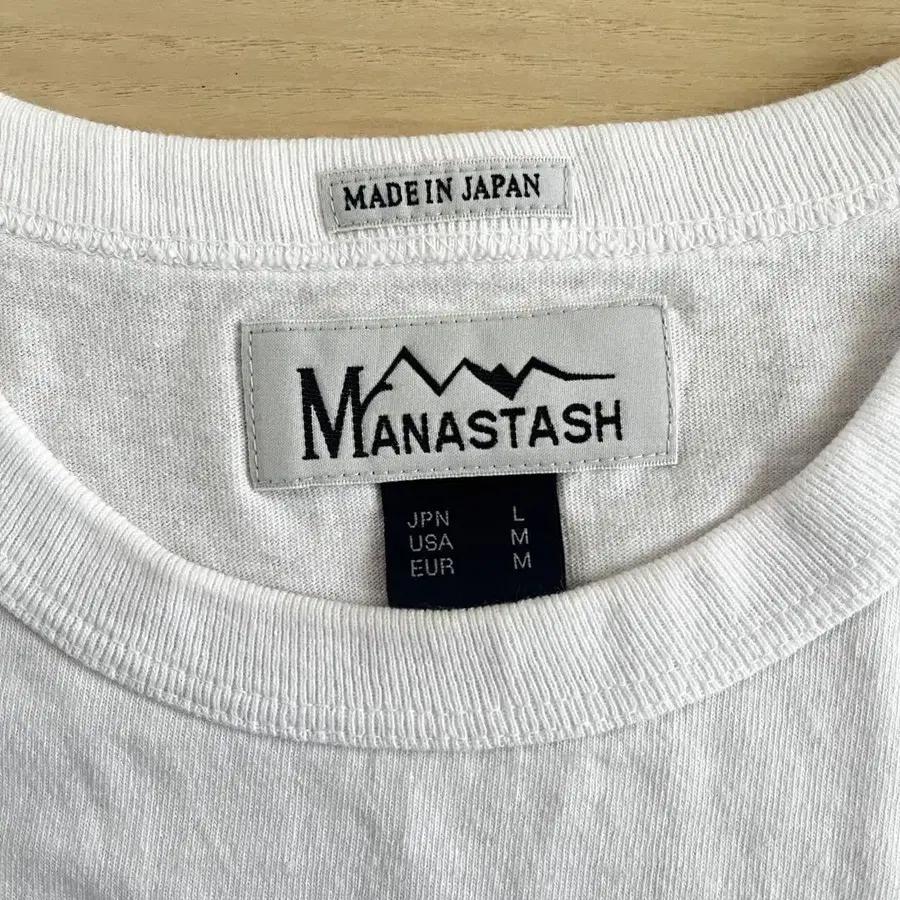 MADE IN JAPAN
MANASTASH
JPN L
USA M
EUR M